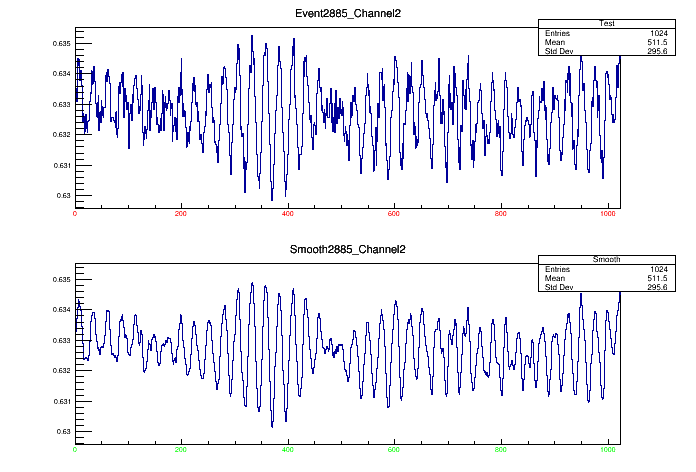 Event2885_Channel2
Test
Entries 1024
Mean 511.5
Std Dev 295.6
0.635
0.634
0.633
0.632
0.631
0.63
0 200 400 600 800 1000
Smooth2885_Channel2
Smooth
Entries 1024
Mean 511.5
Std Dev 295.6
0.635
0.634
0.633
0.632
0.631
0.63
0 200 400 600 800 1000